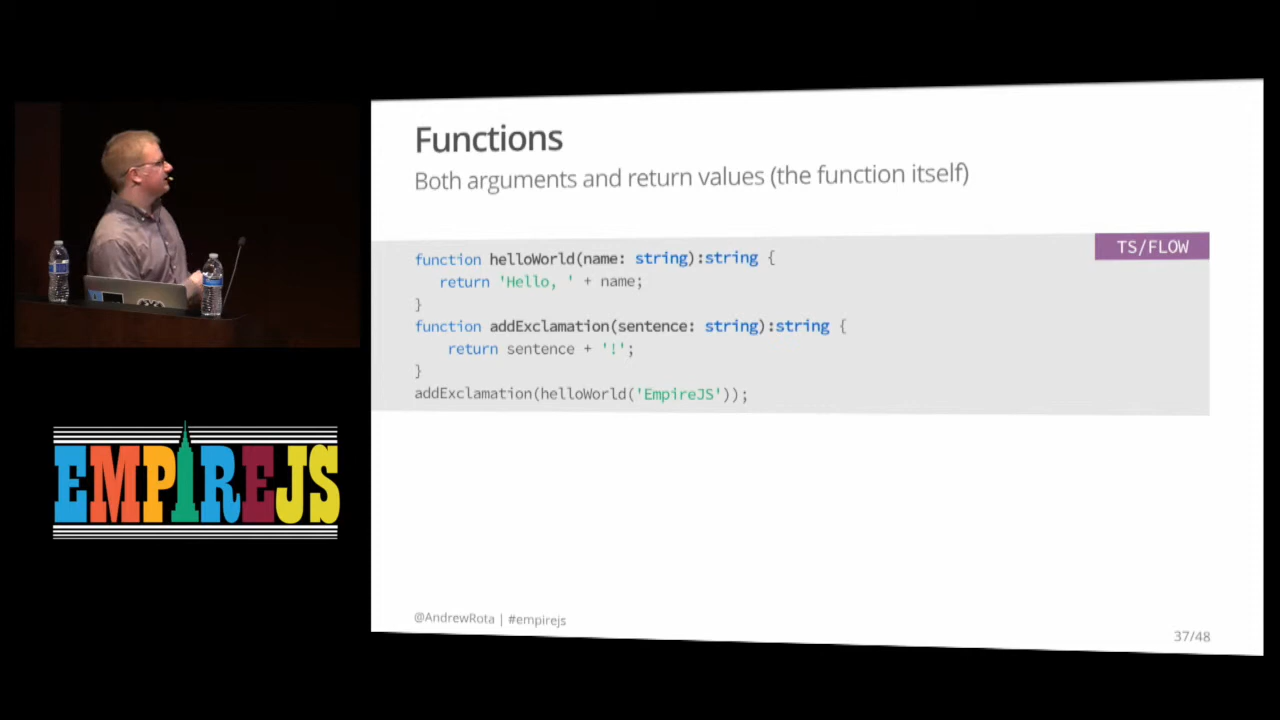 Functions
Both arguments and return values (the function itself)
TS/FLOW
function helloWorld(name: string):string {
return 'Hello, ' + name;
}
function addExclamation(sentence: string):string {
return sentence + '!';
}
addExclamation(helloWorld('EmpireJS'));
EMPIREJS
@AndrewRota | #empirejs
37/48